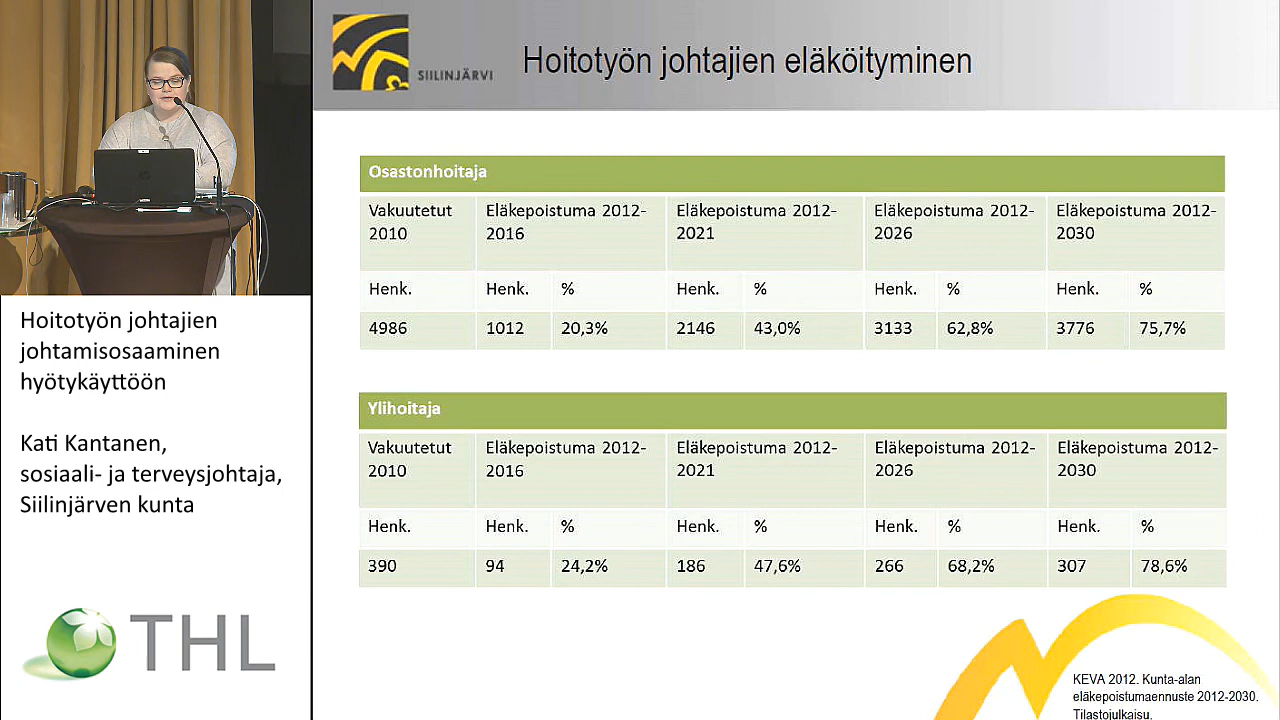 SIILINJÄRVI
Hoitotyön johtajien eläköityminen
Osastonhoitaja
Vakuutetut 2010
Eläkepoistuma 2012-2016
Eläkepoistuma 2012-2021
Eläkepoistuma 2012-2026
Eläkepoistuma 2012-2030
Henk. Henk. % Henk. % Henk. % Henk. %
4986 1012 20,3% 2146 43,0% 3133 62,8% 3776 75,7%
Ylihoitaja
Vakuutetut 2010
Eläkepoistuma 2012-2016
Eläkepoistuma 2012-2021
Eläkepoistuma 2012-2026
Eläkepoistuma 2012-2030
Henk. Henk. % Henk. % Henk. % Henk. %
390 94 24,2% 186 47,6% 266 68,2% 307 78,6%
KEVA 2012. Kunta-alan
eläkepoistumaennuste 2012-2030.
Tilastojulkaisu.
Hoitotyön johtajien
johtamisosaaminen
hyötykäyttöön
Kati Kantanen,
sosiaali- ja terveysjohtaja,
Siilinjärven kunta
THL